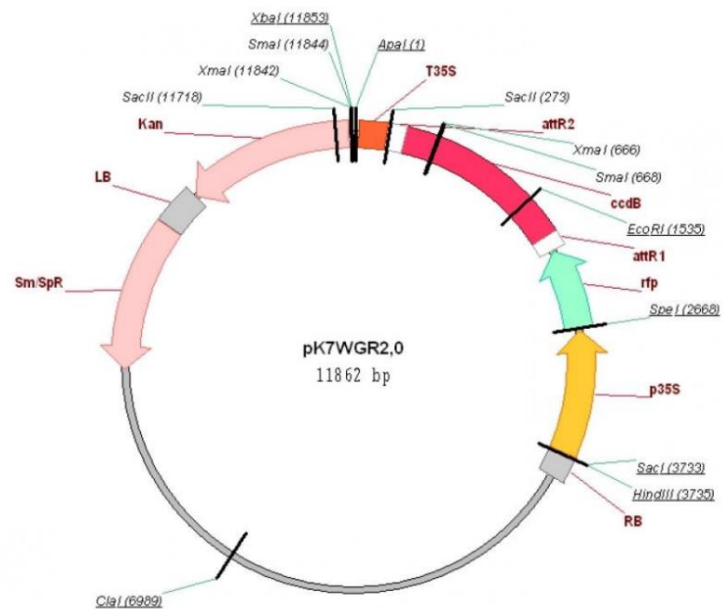 XbaI (11853)
SmaI (11844)
ApaI (1)
XmaI (11842)
T35S
SacII (11718)
SacII (273)
Kan
attR2
XmaI (666)
SmaI (668)
LB
ccdB
EcoRI (1535)
attR1
Sm/SpR
rfp
SpeI (2668)
pK7WGR2,0
11862 bp
p35S
SacI (3733)
HindIII (3735)
RB
ClaI (6989)